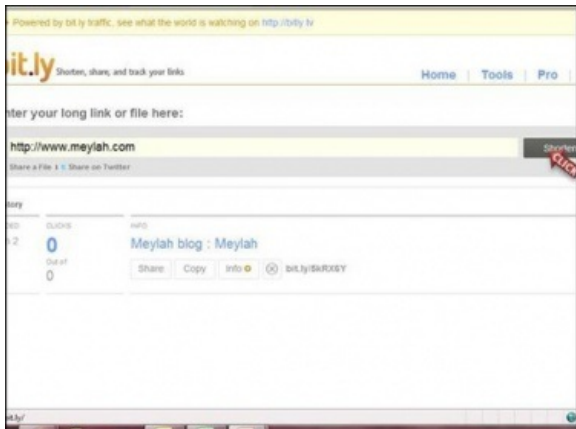 Powered by bit.ly traffic, see what the world is watching on http://bitly.tv
bit.ly Shorten, share, and track your links
Home | Tools | Pro |
nter your long link or file here:
http://www.meylah.com
Shorten
CLICK
Share a File Share on Twitter
tory
DED CLICKS INFO
2 0 Meylah blog : Meylah
Out of
0 Share Copy Info
bit.ly/